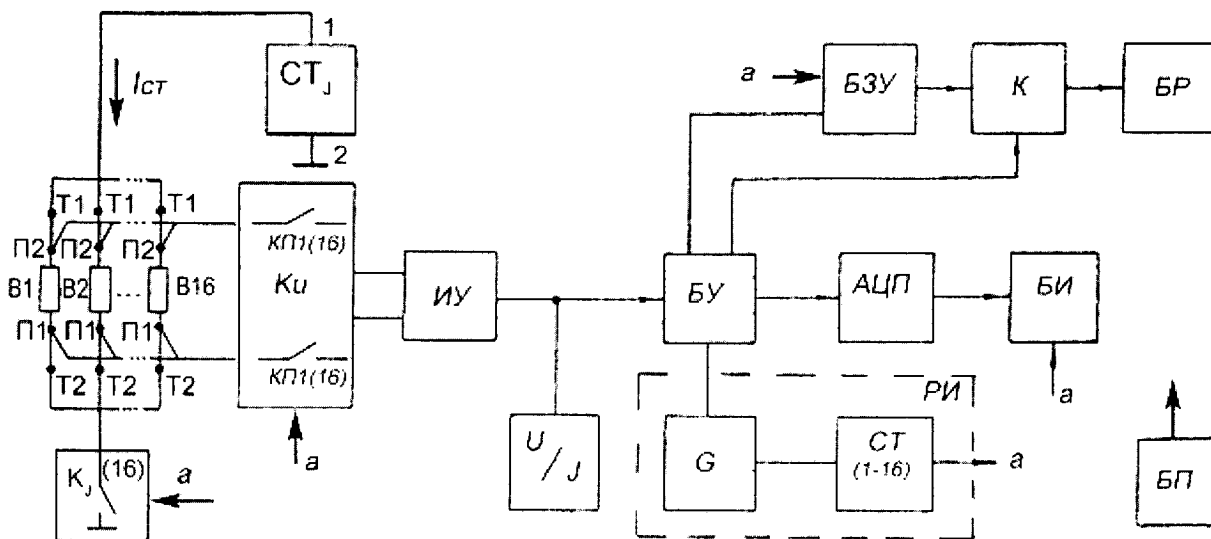 1
СТJ
Iст
2
а
БЗУ
К
БР
Т1 Т1 Т1
П2 П2 П2
КП1(16)
В1 В2 .... В16
Ки
ИУ
БУ
АЦП
БИ
П1 П1 П1
КП1(16)
Т2 Т2 Т2
а
а
РИ
KJ (16)
а
U/J
G
СТ
(1-16)
а
БП